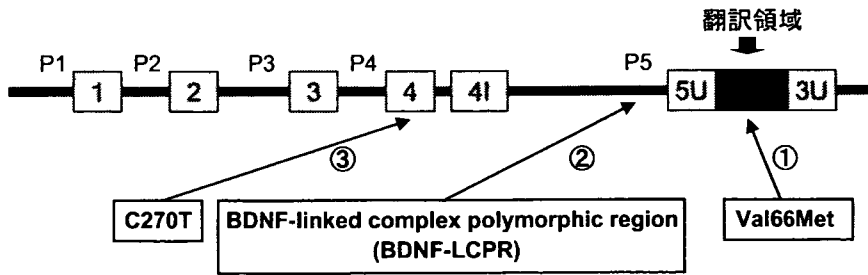 翻訳領域
P1 P2 P3 P4 P5
1 2 3 4 4I 5U 3U
③ ② ①
C270T BDNF-linked complex polymorphic region Val66Met
(BDNF-LCPR)